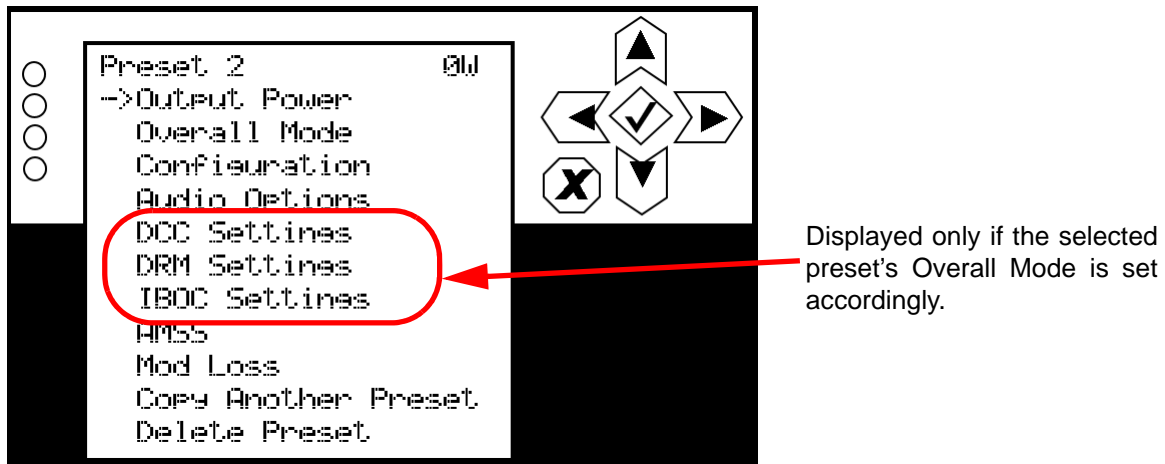 Preset 2 0W
->Output Power
Overall Mode
Configuration
Audio Options
DCC Settings
DRM Settings
IBOC Settings
AMSS
Mod Loss
Copy Another Preset
Delete Preset
X
Displayed only if the selected
preset's Overall Mode is set
accordingly.